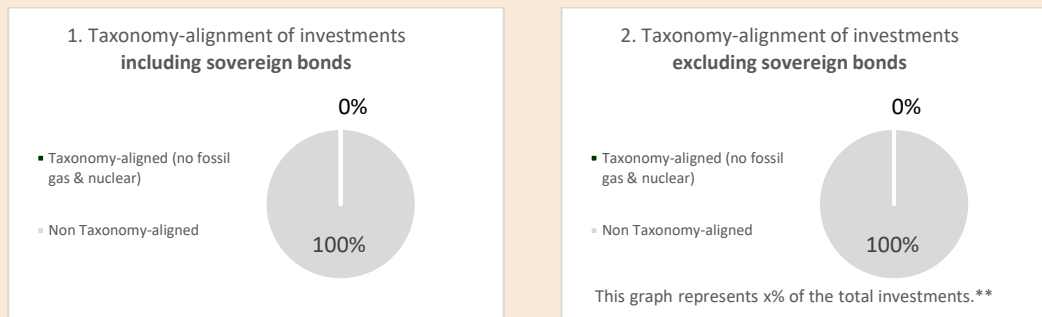 1. Taxonomy-alignment of investments
including sovereign bonds
0%
Taxonomy-aligned (no fossil
gas & nuclear)
Non Taxonomy-aligned
100%
2. Taxonomy-alignment of investments
excluding sovereign bonds
0%
Taxonomy-aligned (no fossil
gas & nuclear)
Non Taxonomy-aligned
100%
This graph represents x% of the total investments.**